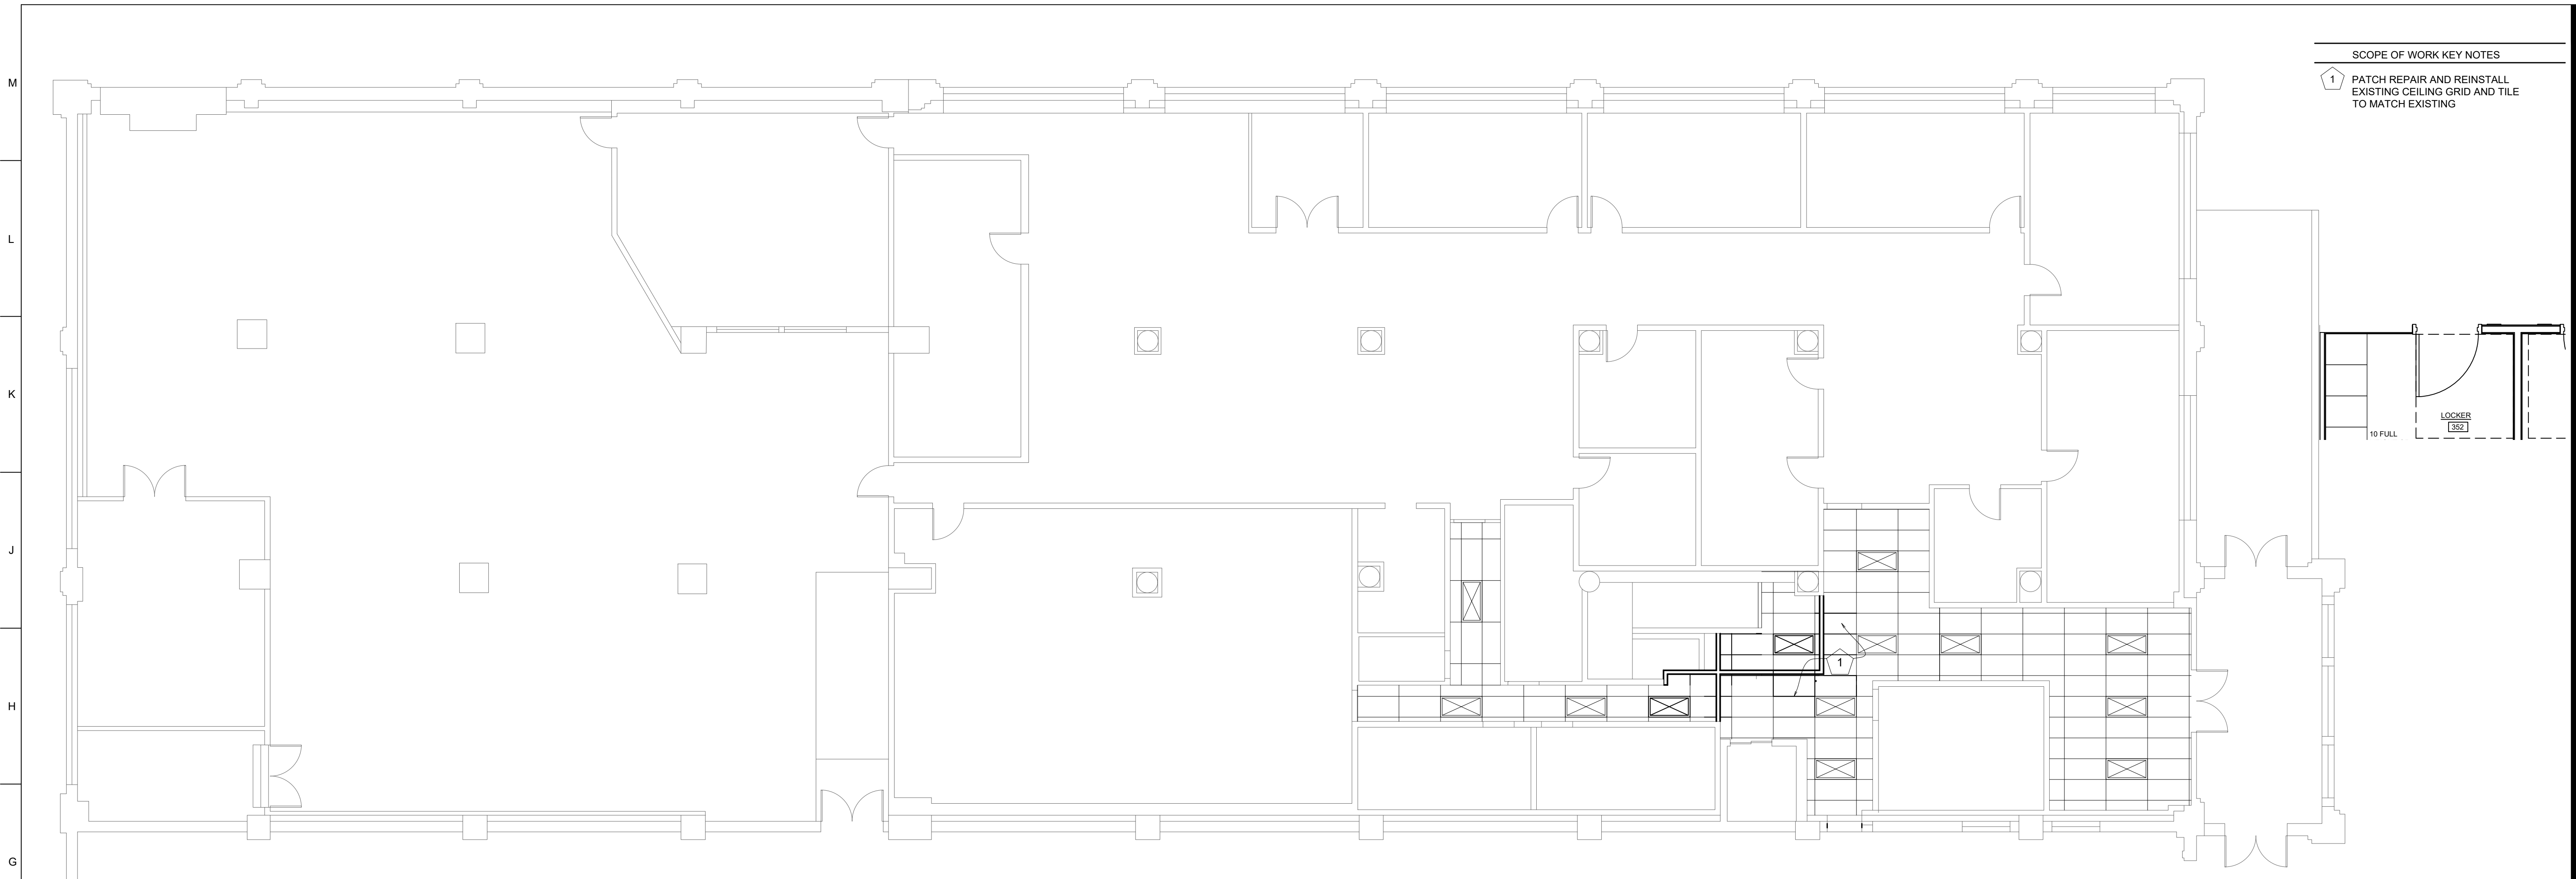 SCOPE OF WORK KEY NOTES
1 PATCH REPAIR AND REINSTALL
EXISTING CEILING GRID AND TILE
TO MATCH EXISTING
M
L
K
J
H
G
LOCKER
352
10 FULL
1